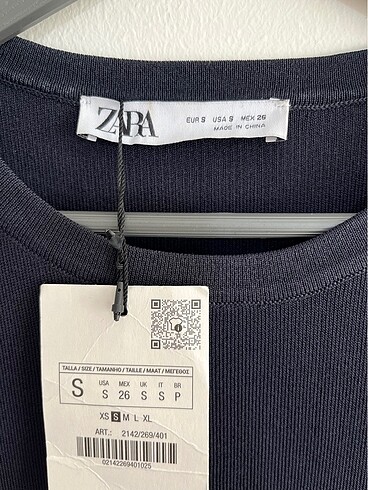 ZARA
EUR S USA S MEX 26
MADE IN CHINA
TALLA / SIZE / TAMANHO / TAILLE / MAAT / ΜΕΓΕΘΟΣ
S
USA MEX UK IT BR
S 26 S S P
XS S M L XL
ART.: 2142/269/401
02142269401025